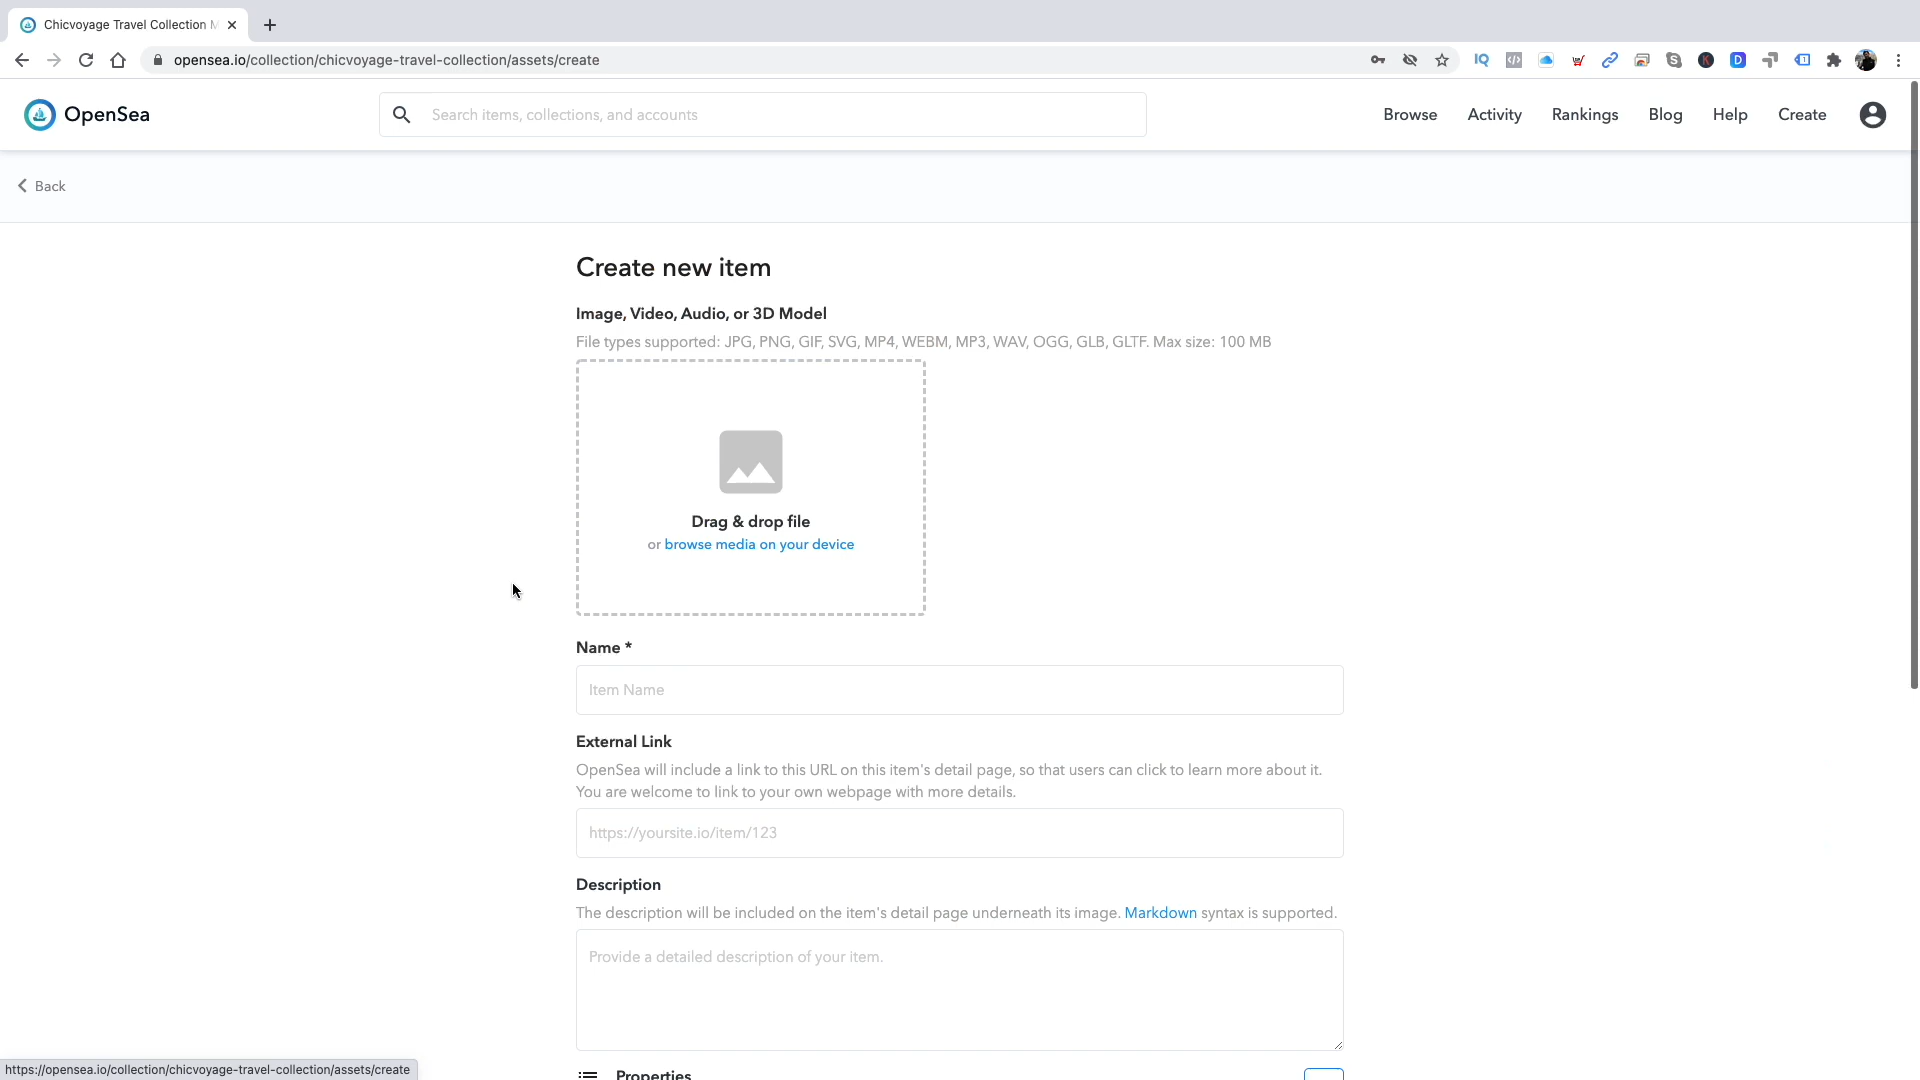 Chicvoyage Travel Collection
opensea.io/collection/chicvoyage-travel-collection/assets/create
OpenSea
Search items, collections, and accounts
Browse
Activity
Rankings
Blog
Help
Create
Back
Create new item
Image, Video, Audio, or 3D Model
File types supported: JPG, PNG, GIF, SVG, MP4, WEBM, MP3, WAV, OGG, GLB, GLTF. Max size: 100 MB
Drag & drop file
or browse media on your device
Name *
Item Name
External Link
OpenSea will include a link to this URL on this item's detail page, so that users can click to learn more about it.
You are welcome to link to your own webpage with more details.
https://yoursite.io/item/123
Description
The description will be included on the item's detail page underneath its image. Markdown syntax is supported.
Provide a detailed description of your item.
Properties
https://opensea.io/collection/chicvoyage-travel-collection/assets/create